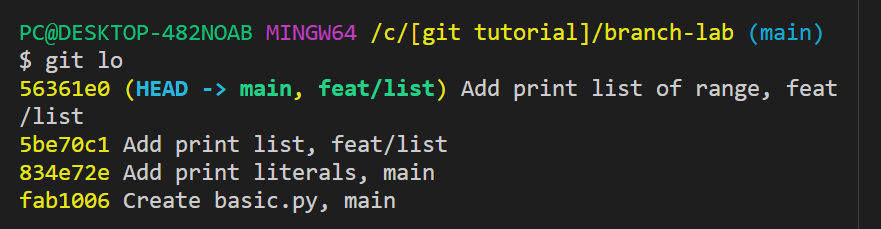 PC@DESKTOP-482NOAB MINGW64 /c/[git tutorial]/branch-lab (main)
$ git lo
56361e0 (HEAD -> main, feat/list) Add print list of range, feat
/list
5be70c1 Add print list, feat/list
834e72e Add print literals, main
fab1006 Create basic.py, main